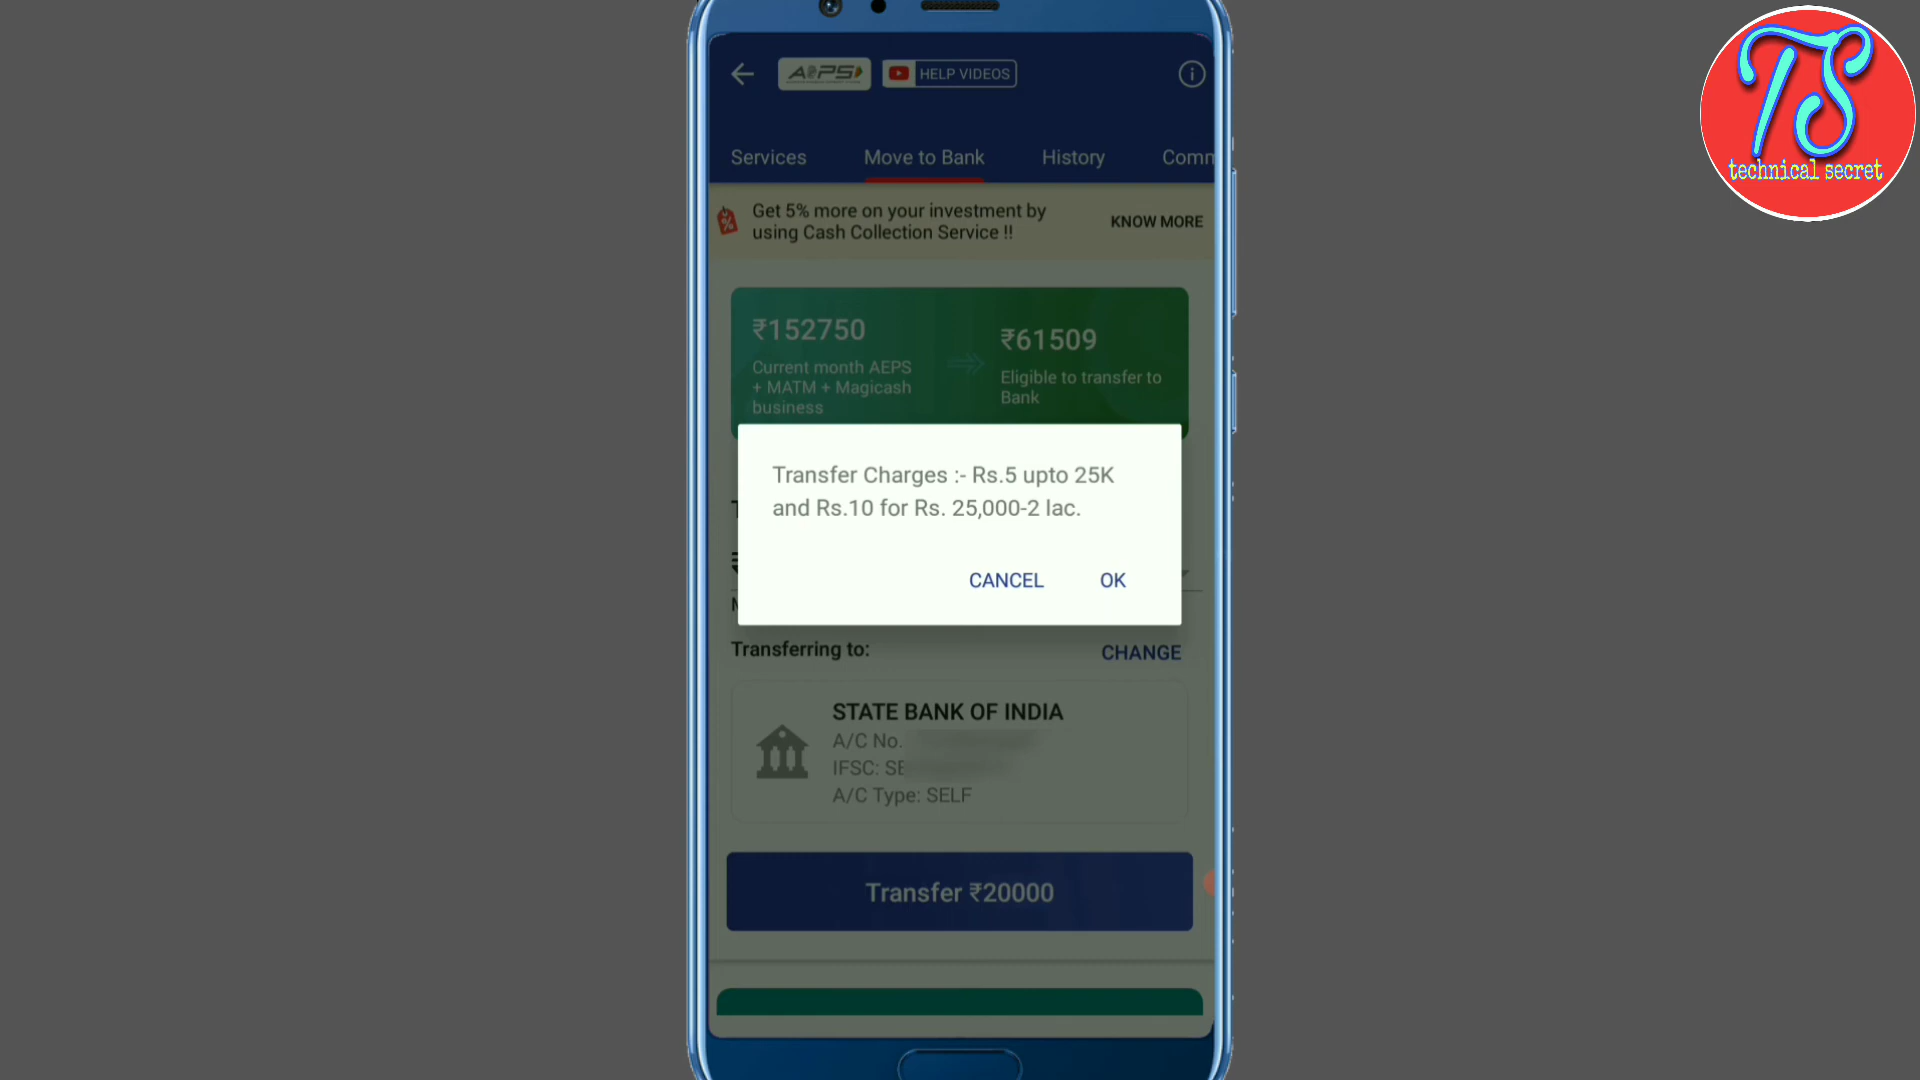 AEPS
HELP VIDEOS
TS
technical secret
Services
Move to Bank
History
Comm
Get 5% more on your investment by
using Cash Collection Service !!
KNOW MORE
₹152750
Current month AEPS
+ MATM + Magicash
business
₹61509
Eligible to transfer to
Bank
Transfer Charges :- Rs.5 upto 25K
and Rs.10 for Rs. 25,000-2 lac.
CANCEL
OK
Transferring to:
CHANGE
STATE BANK OF INDIA
A/C No.
IFSC: SB
A/C Type: SELF
Transfer ₹20000